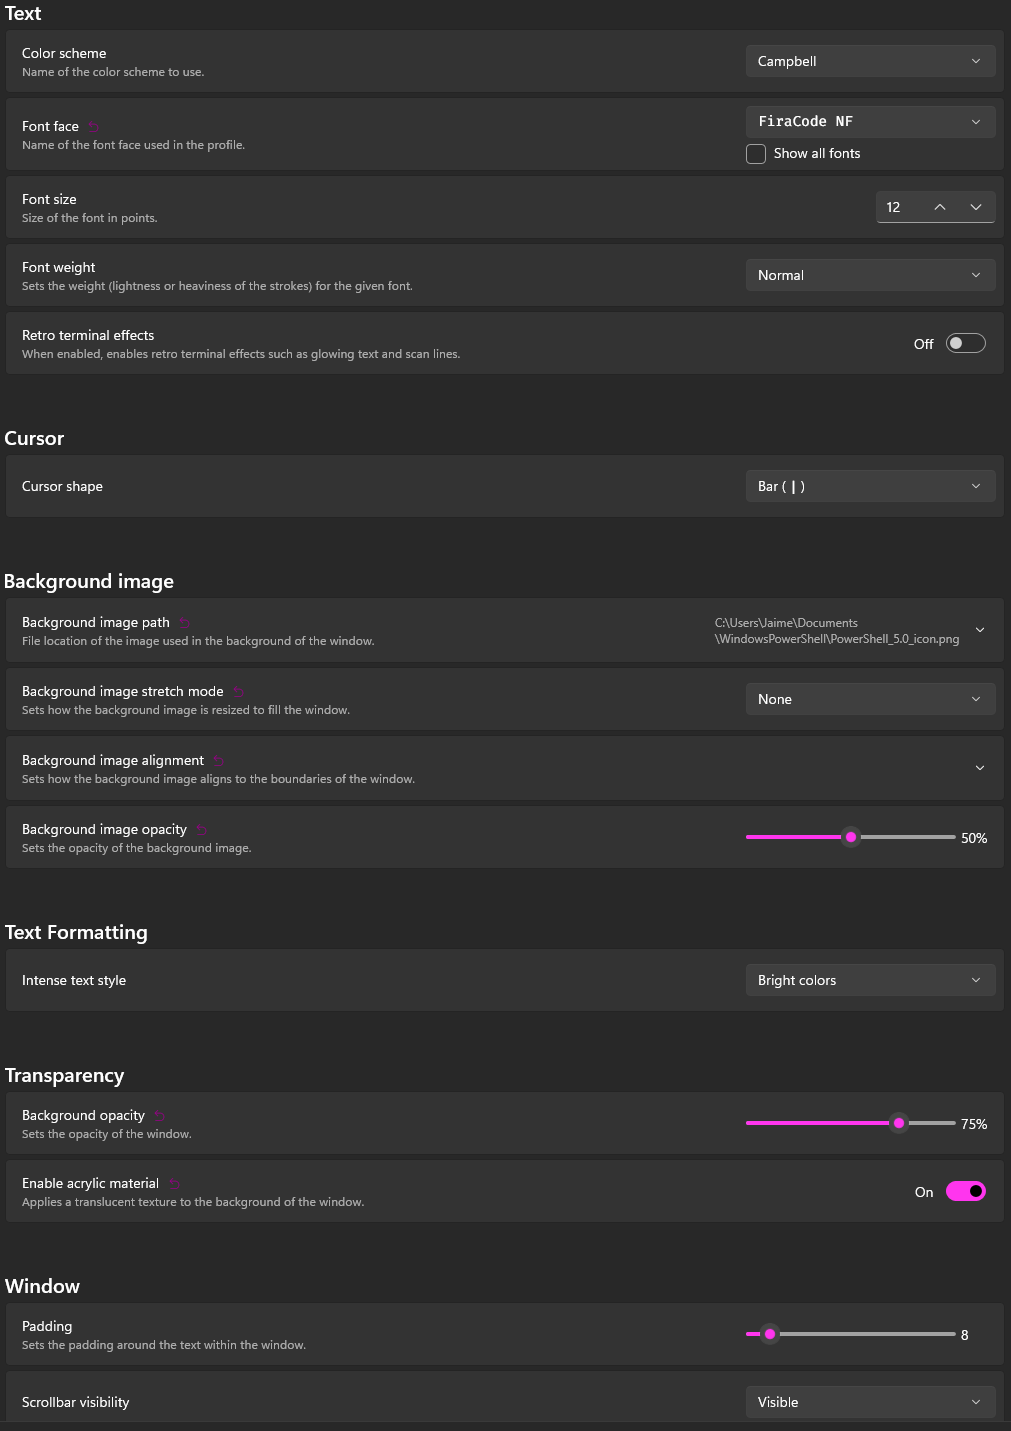 Text
Color scheme
Name of the color scheme to use.
Campbell
Font face
Name of the font face used in the profile.
FiraCode NF
Show all fonts
Font size
Size of the font in points.
12
Font weight
Sets the weight (lightness or heaviness of the strokes) for the given font.
Normal
Retro terminal effects
When enabled, enables retro terminal effects such as glowing text and scan lines.
Off
Cursor
Cursor shape
Bar ( | )
Background image
Background image path
File location of the image used in the background of the window.
C:\Users\Jaime\Documents
\WindowsPowerShell\PowerShell_5.0_icon.png
Background image stretch mode
Sets how the background image is resized to fill the window.
None
Background image alignment
Sets how the background image aligns to the boundaries of the window.
Background image opacity
Sets the opacity of the background image.
50%
Text Formatting
Intense text style
Bright colors
Transparency
Background opacity
Sets the opacity of the window.
75%
Enable acrylic material
Applies a translucent texture to the background of the window.
On
Window
Padding
Sets the padding around the text within the window.
8
Scrollbar visibility
Visible